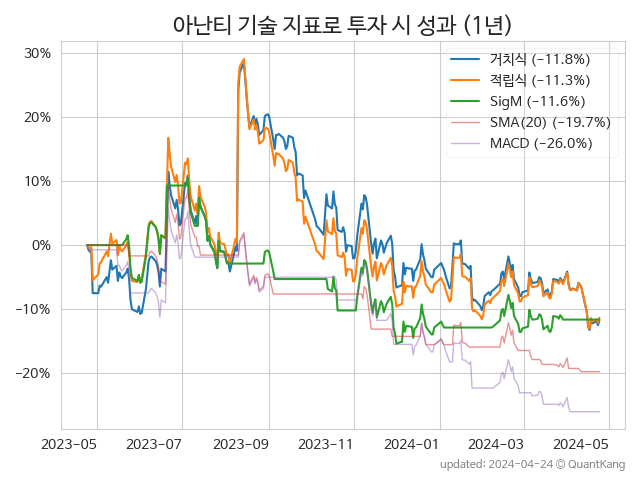 아난티 기술 지표로 투자 시 성과 (1년)
30%
20%
10%
0%
−10%
−20%
거치식 (−11.8%)
적립식 (−11.3%)
SigM (−11.6%)
SMA(20) (−19.7%)
MACD (−26.0%)
2023-05 2023-07 2023-09 2023-11 2024-01 2024-03 2024-05
updated: 2024-04-24 © QuantKang